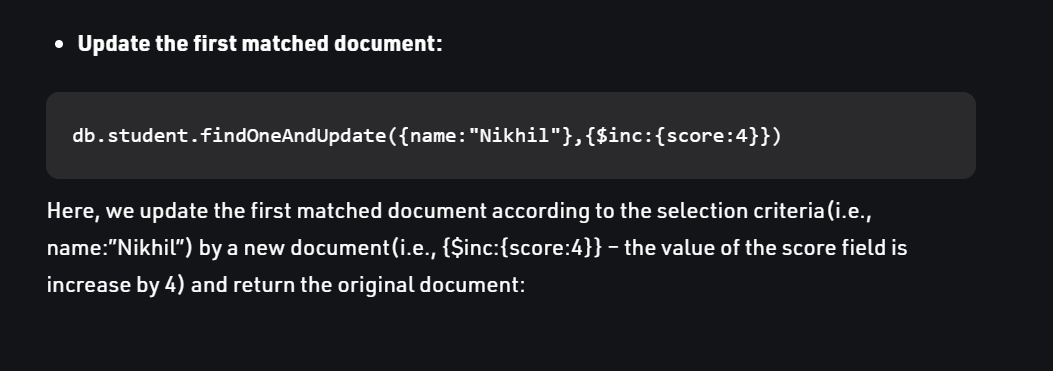 • Update the first matched document:
db.student.findOneAndUpdate({name:"Nikhil"},{$inc:{score:4}})
Here, we update the first matched document according to the selection criteria(i.e.,
name:”Nikhil”) by a new document(i.e., {$inc:{score:4}} – the value of the score field is
increase by 4) and return the original document: